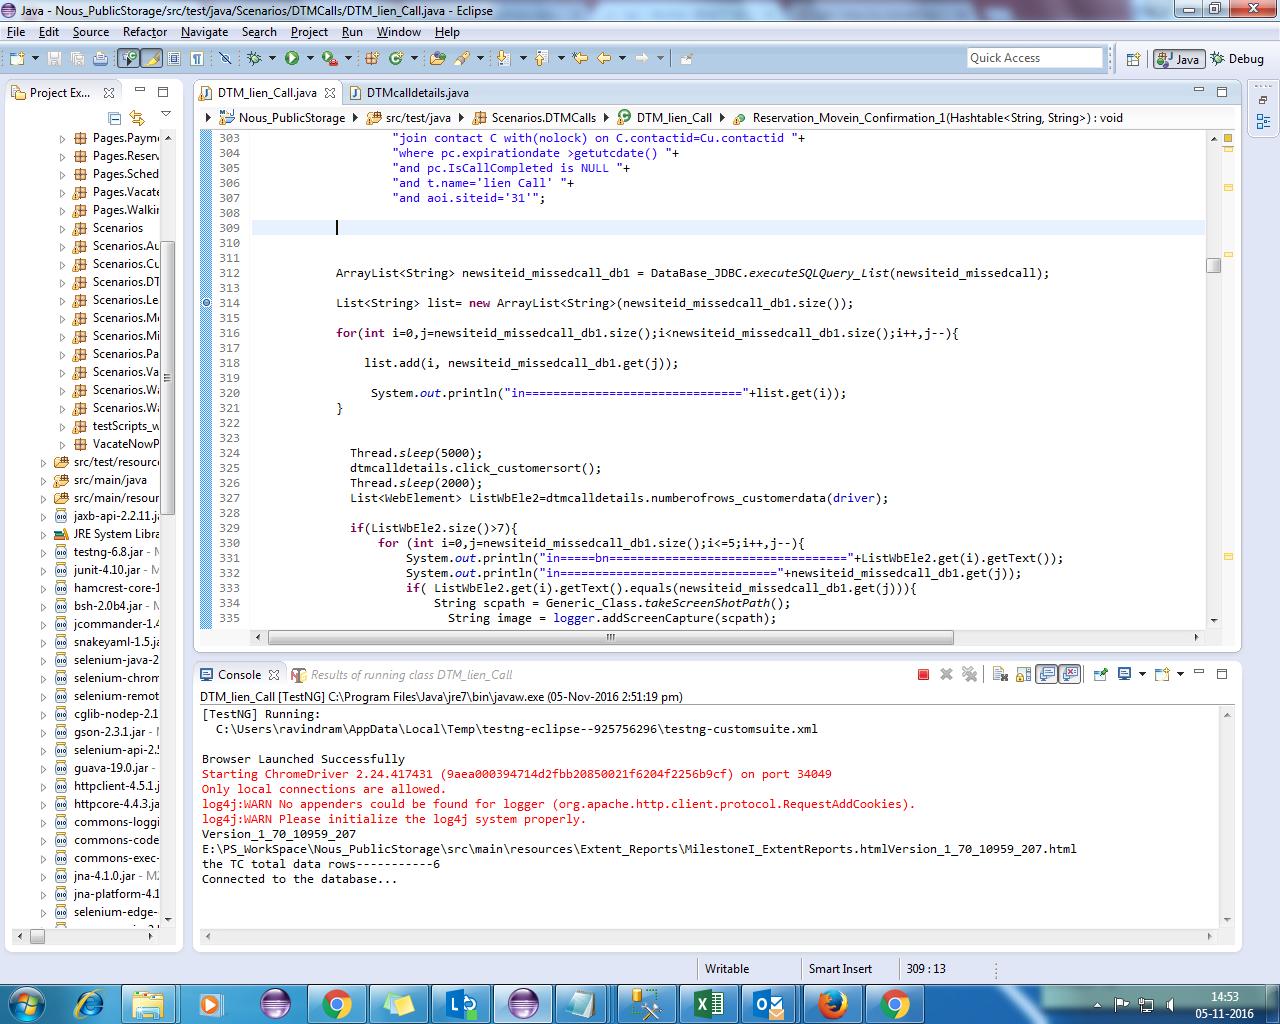 Java - Nous_PublicStorage/src/test/java/Scenarios/DTMCalls/DTM_lien_Call.java - Eclipse
File Edit Source Refactor Navigate Search Project Run Window Help
Quick Access
Java
Debug
Project Ex...
Pages.Paym
Pages.Reser
Pages.Sched
Pages.Vacate
Pages.Walkin
Scenarios
Scenarios.Au
Scenarios.Cu
Scenarios.DT
Scenarios.Le
Scenarios.Mo
Scenarios.Mi
Scenarios.Pa
Scenarios.Va
Scenarios.Wa
Scenarios.Wa
testScripts_w
VacateNowP
src/test/resourc
src/main/java
src/main/resour
jaxb-api-2.2.11.ja
JRE System Libra
testng-6.8.jar - M
junit-4.10.jar - M
hamcrest-core-1
bsh-2.0b4.jar - M
jcommander-1.4
snakeyaml-1.5.ja
selenium-java-2
selenium-chrom
selenium-remot
cglib-nodep-2.1
gson-2.3.1.jar - M
selenium-api-2.5
guava-19.0.jar -
httpclient-4.5.1.j
httpcore-4.4.3.ja
commons-loggi
commons-code
commons-exec-
jna-4.1.0.jar - M2
jna-platform-4.1
selenium-edge-
DTM_lien_Call.java
DTMcalldetails.java
Nous_PublicStorage
src/test/java
Scenarios.DTMCalls
DTM_lien_Call
Reservation_Movein_Confirmation_1(Hashtable<String, String>) : void
303 "join contact C with(nolock) on C.contactid=Cu.contactid "+
304 "where pc.expirationdate >getutcdate() "+
305 "and pc.IsCallCompleted is NULL "+
306 "and t.name='lien Call' "+
307 "and aoi.siteid='31'";
308
309
310
311
312 ArrayList<String> newsiteid_missedcall_db1 = DataBase_JDBC.executeSQLQuery_List(newsiteid_missedcall);
313
314 List<String> list= new ArrayList<String>(newsiteid_missedcall_db1.size());
315
316 for(int i=0,j=newsiteid_missedcall_db1.size();i<newsiteid_missedcall_db1.size();i++,j--){
317
318 list.add(i, newsiteid_missedcall_db1.get(j));
319
320 System.out.println("in==============================="+list.get(i));
321 }
322
323
324 Thread.sleep(5000);
325 dtmcalldetails.click_customersort();
326 Thread.sleep(2000);
327 List<WebElement> ListWbEle2=dtmcalldetails.numberofrows_customerdata(driver);
328
329 if(ListWbEle2.size()>7){
330 for (int i=0,j=newsiteid_missedcall_db1.size();i<=5;i++,j--){
331 System.out.println("in=====bn=================================="+ListWbEle2.get(i).getText());
332 System.out.println("in==============================="+newsiteid_missedcall_db1.get(j));
333 if( ListWbEle2.get(i).getText().equals(newsiteid_missedcall_db1.get(j))){
334 String scpath = Generic_Class.takeScreenShotPath();
335 String image = logger.addScreenCapture(scpath);
Console
Results of running class DTM_lien_Call
DTM_lien_Call [TestNG] C:\Program Files\Java\jre7\bin\javaw.exe (05-Nov-2016 2:51:19 pm)
[TestNG] Running:
C:\Users\ravindram\AppData\Local\Temp\testng-eclipse--925756296\testng-customsuite.xml
Browser Launched Successfully
Starting ChromeDriver 2.24.417431 (9aea000394714d2fbb20850021f6204f2256b9cf) on port 34049
Only local connections are allowed.
log4j:WARN No appenders could be found for logger (org.apache.http.client.protocol.RequestAddCookies).
log4j:WARN Please initialize the log4j system properly.
Version_1_70_10959_207
E:\PS_WorkSpace\Nous_PublicStorage\src\main\resources\Extent_Reports\MilestoneI_ExtentReports.htmlVersion_1_70_10959_207.html
the TC total data rows-----------6
Connected to the database...
Writable
Smart Insert
309 : 13
14:53
05-11-2016